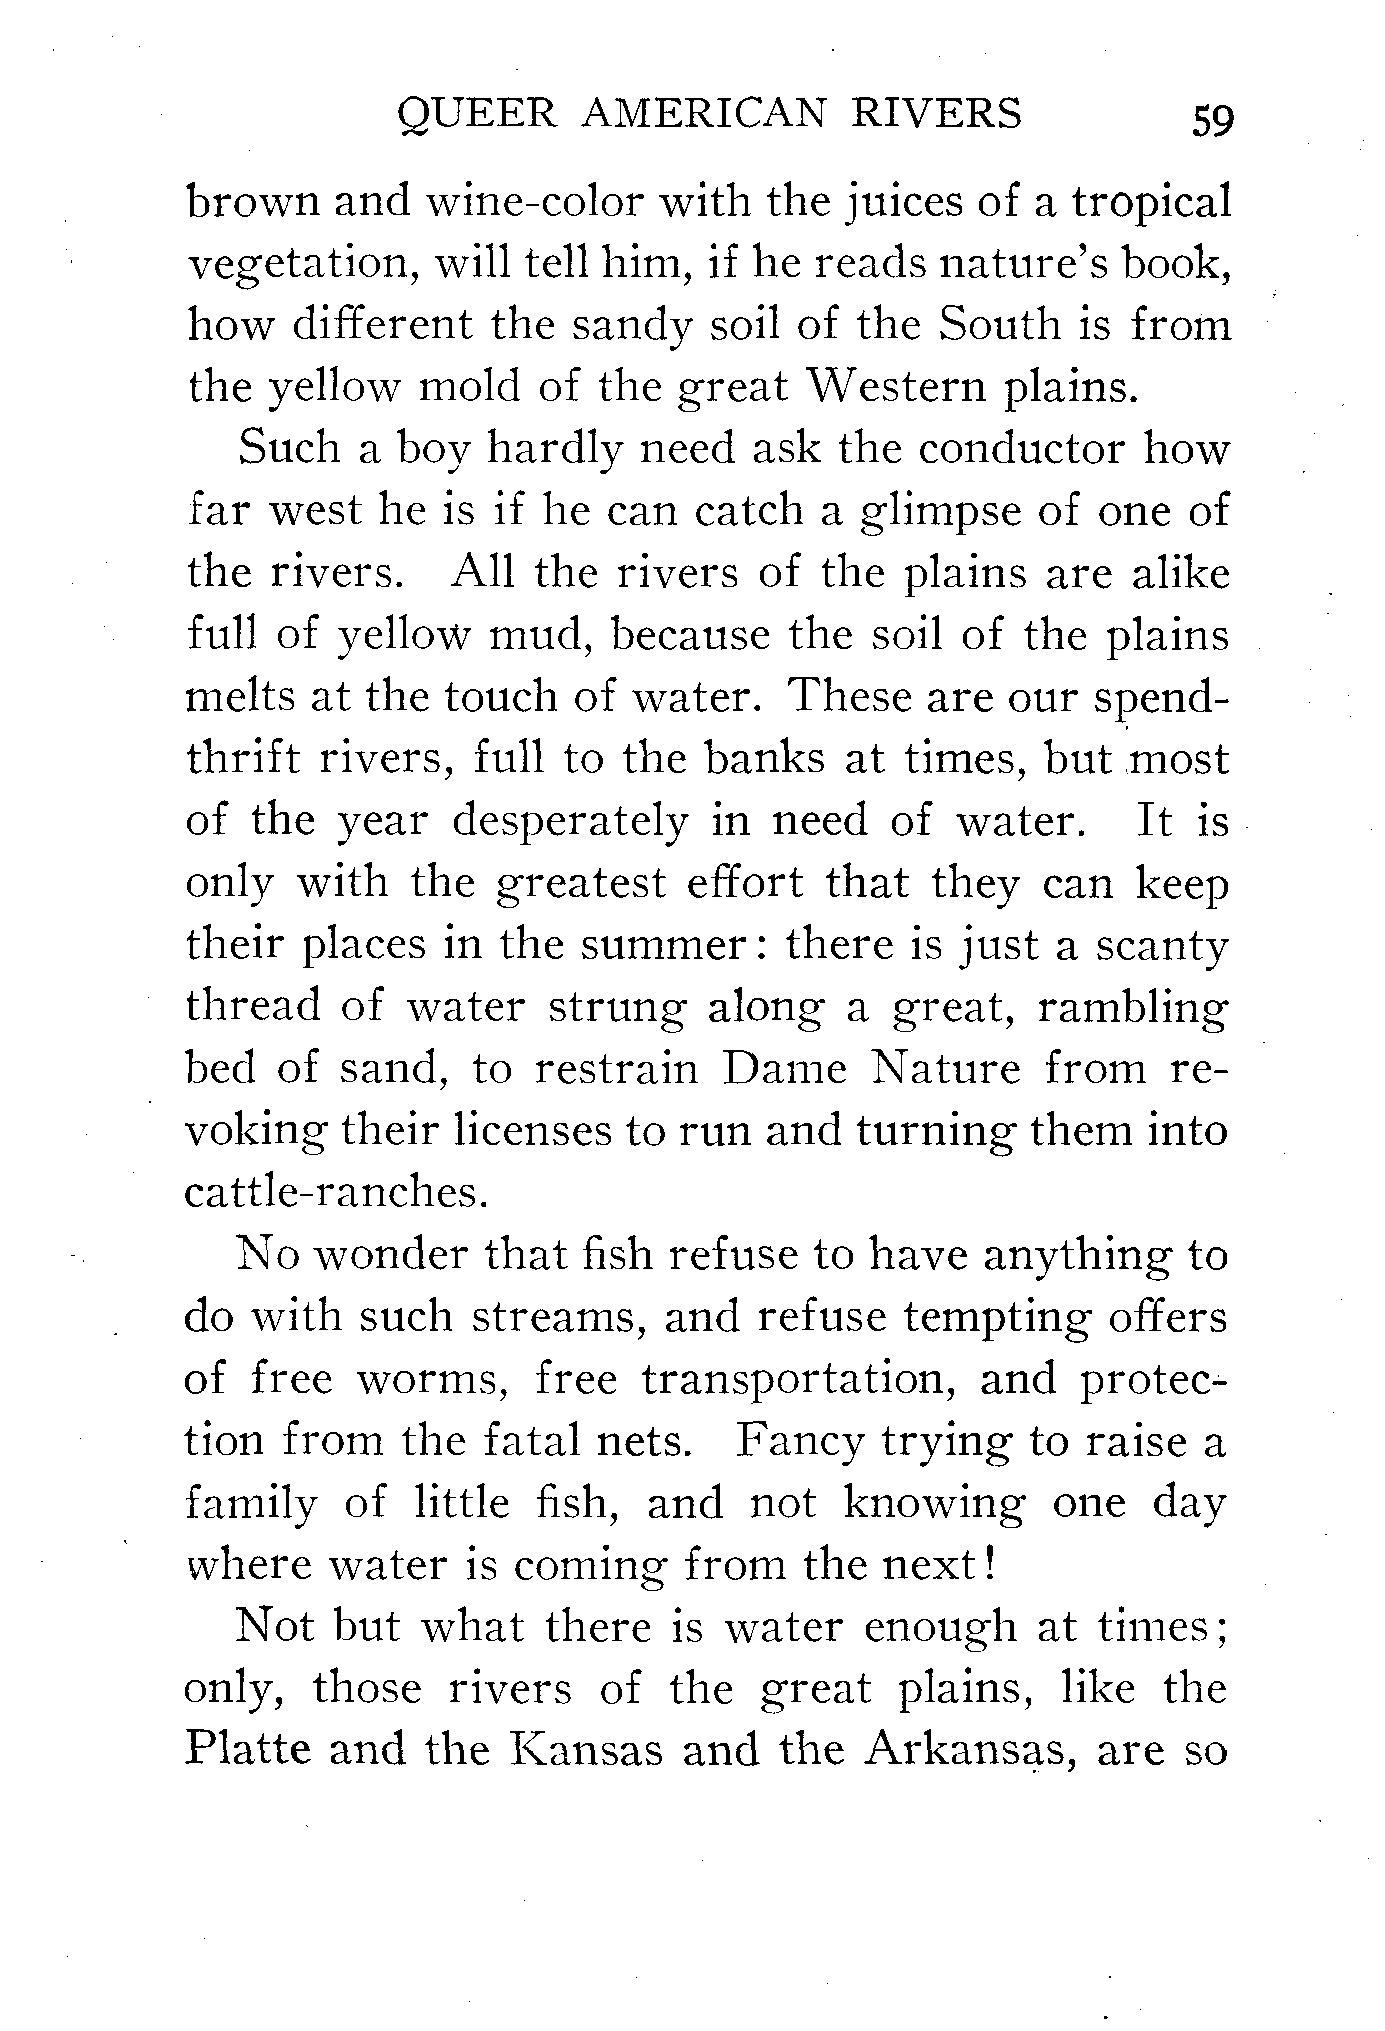 QUEER AMERICAN RIVERS 59
brown and wine-color with the juices of a tropical
vegetation, will tell him, if he reads nature's book,
how different the sandy soil of the South is from
the yellow mold of the great Western plains.
Such a boy hardly need ask the conductor how
far west he is if he can catch a glimpse of one of
the rivers. All the rivers of the plains are alike
full of yellow mud, because the soil of the plains
melts at the touch of water. These are our spend-
thrift rivers, full to the banks at times, but most
of the year desperately in need of water. It is
only with the greatest effort that they can keep
their places in the summer: there is just a scanty
thread of water strung along a great, rambling
bed of sand, to restrain Dame Nature from re-
voking their licenses to run and turning them into
cattle-ranches.
No wonder that fish refuse to have anything to
do with such streams, and refuse tempting offers
of free worms, free transportation, and protec-
tion from the fatal nets. Fancy trying to raise a
family of little fish, and not knowing one day
where water is coming from the next!
Not but what there is water enough at times;
only, those rivers of the great plains, like the
Platte and the Kansas and the Arkansas, are so